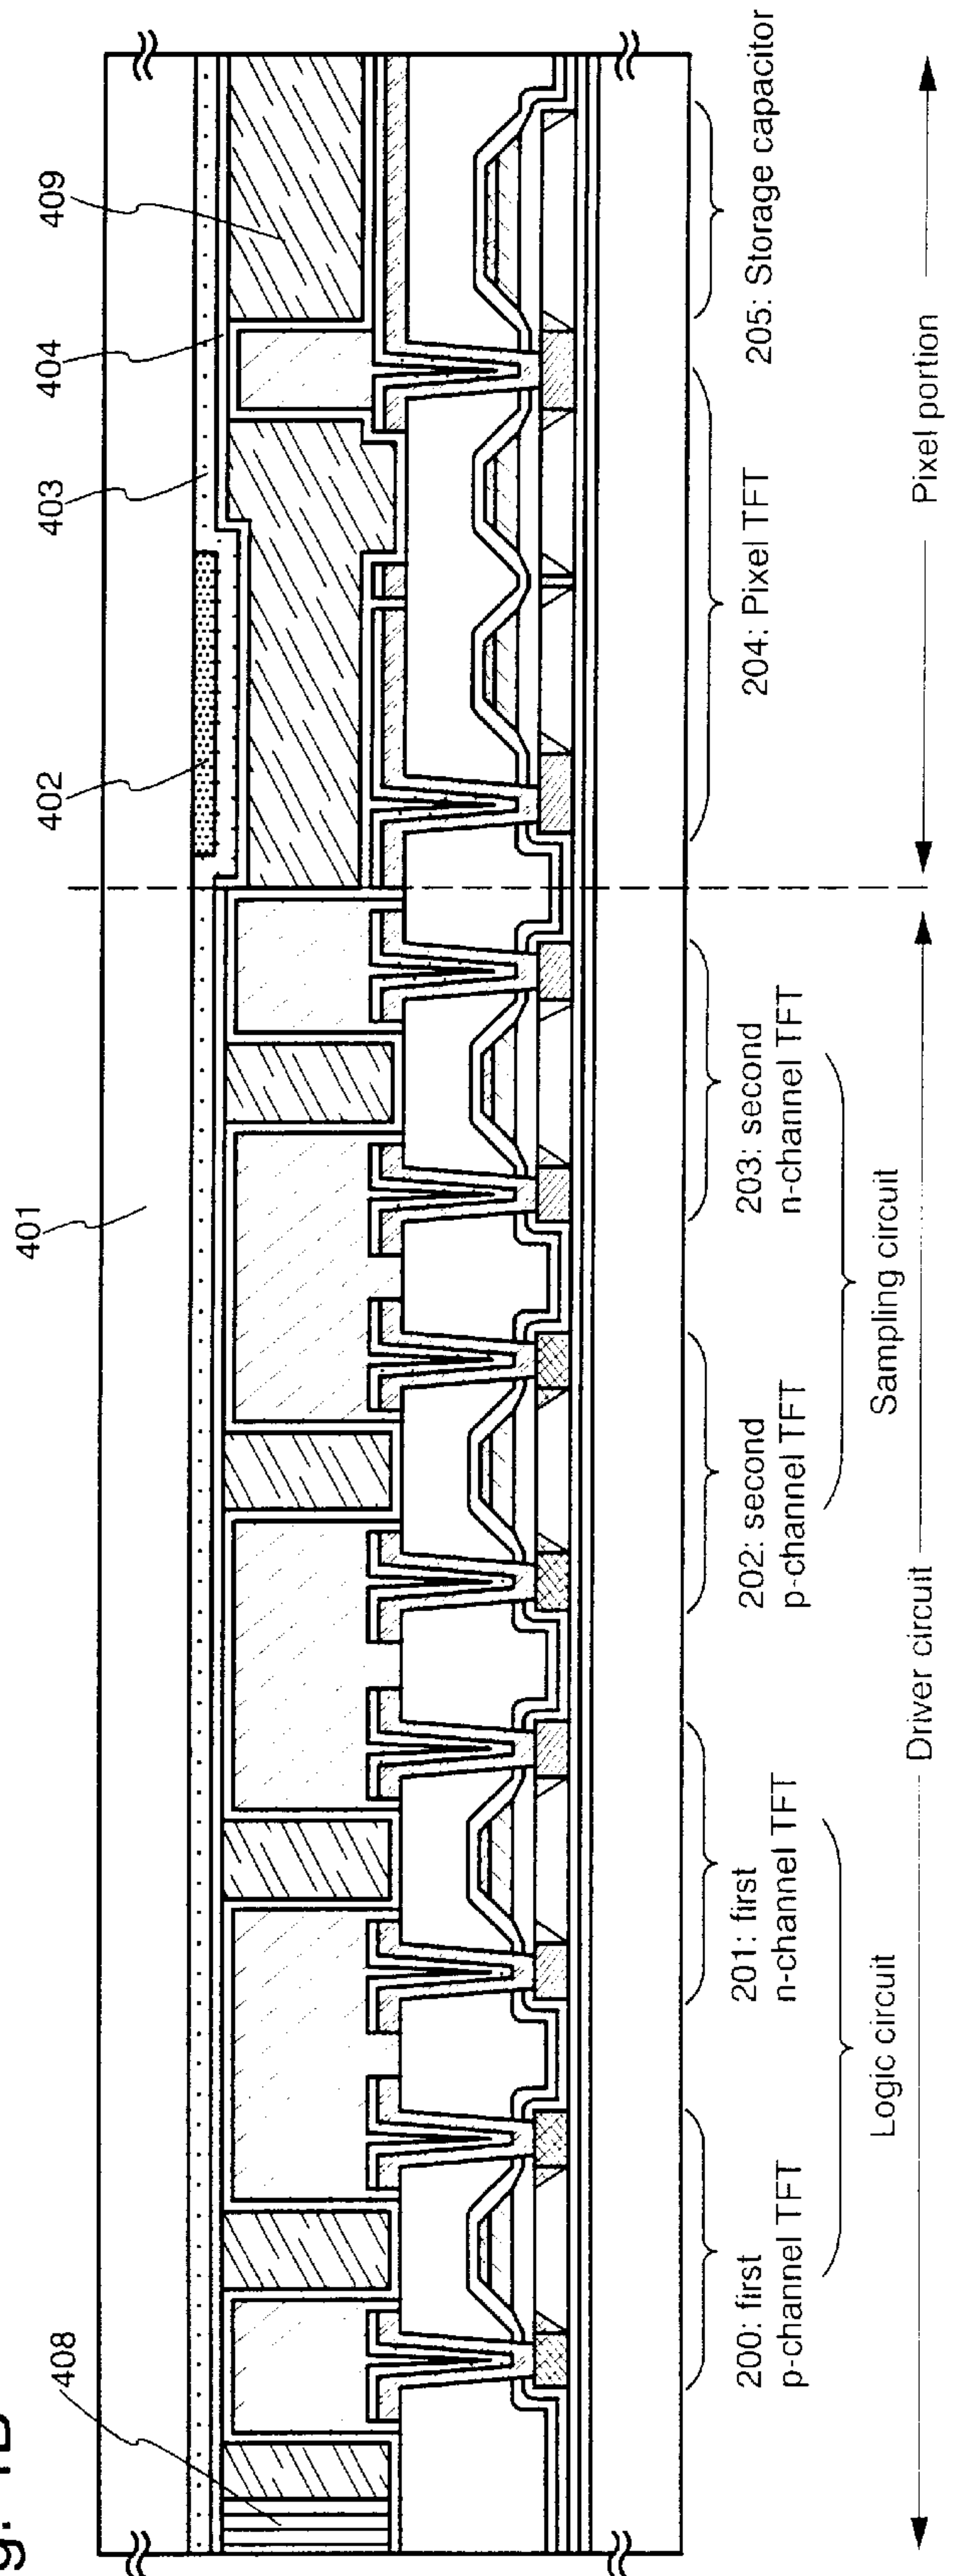 408
401
402
403
404
409
200: first
p-channel TFT
201: first
n-channel TFT
202: second
p-channel TFT
203: second
n-channel TFT
204: Pixel TFT
205: Storage capacitor
Logic circuit
Sampling circuit
Driver circuit
Pixel portion